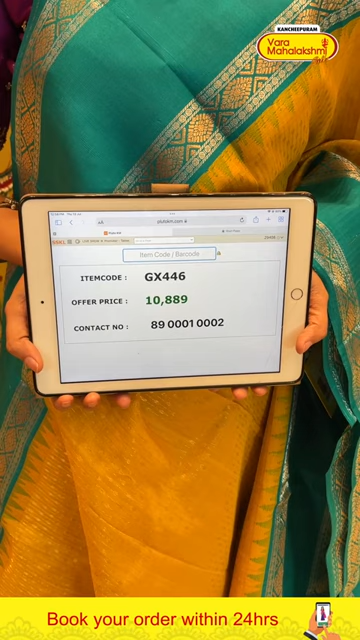 KANCHEEPURAM
Vara
Mahalakshmi
Item Code / Barcode
ITEMCODE : GX446
OFFER PRICE : 10,889
CONTACT NO : 89 0001 0002
Book your order within 24hrs